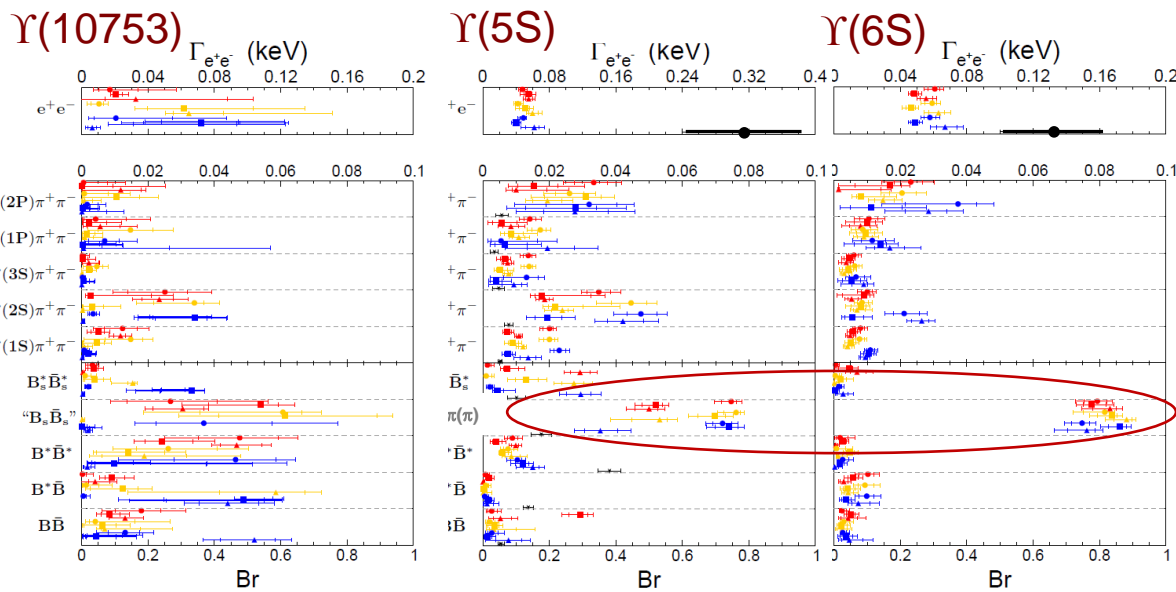 ϒ(10753) ϒ(5S) ϒ(6S)
Γe+e- (keV) Γe+e- (keV) Γe+e- (keV)
0 0.04 0.08 0.12 0.16 0.2 0 0.08 0.16 0.24 0.32 0.4 0 0.04 0.08 0.12 0.16 0.2
e⁺e⁻ ⁺e⁻
0 0.02 0.04 0.06 0.08 0.1 0 0.02 0.04 0.06 0.08 0.1 0 0.02 0.04 0.06 0.08 0.1
(2P)π⁺π⁻ ⁺π⁻
(1P)π⁺π⁻ ⁺π⁻
(3S)π⁺π⁻ ⁺π⁻
(2S)π⁺π⁻ ⁺π⁻
(1S)π⁺π⁻ ⁺π⁻
Bs*B̄s* B̄s*
“BsB̄s” π(π)
B*B̄* *B̄*
B*B̄ *B̄
BB̄ BB̄
0 0.2 0.4 0.6 0.8 1 0 0.2 0.4 0.6 0.8 1 0 0.2 0.4 0.6 0.8 1
Br Br Br